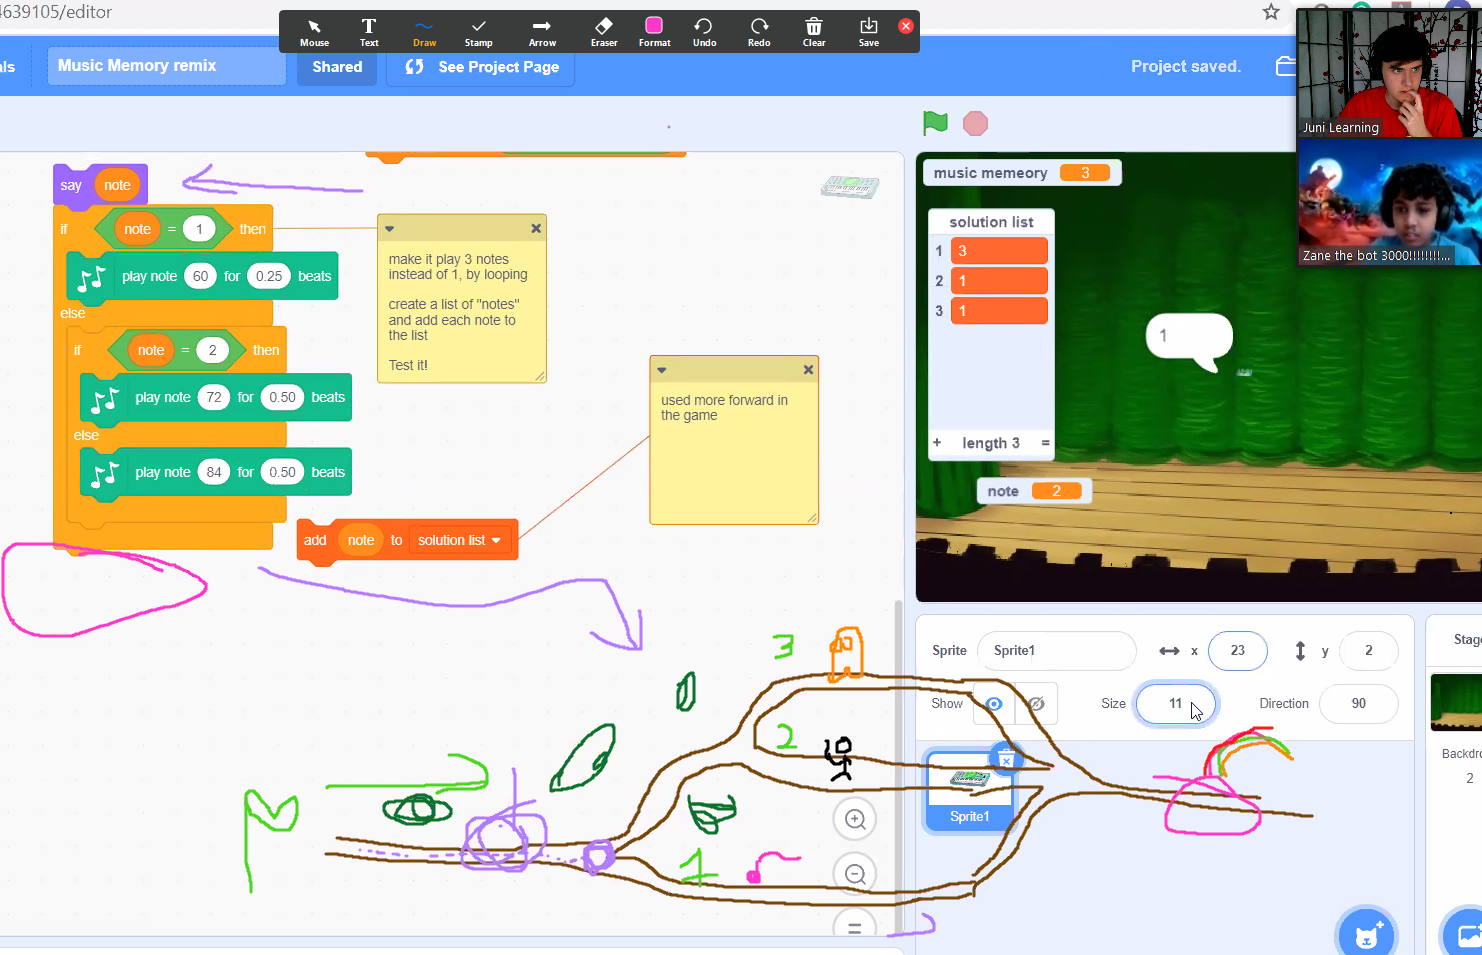 4639105/editor
Mouse
Text
Draw
Stamp
Arrow
Eraser
Format
Undo
Redo
Clear
Save
als
Music Memory remix
Shared
See Project Page
Project saved.
Juni Learning
Zane the bot 3000!!!!!!!!...
say note
if note = 1 then
play note 60 for 0.25 beats
else
if note = 2 then
play note 72 for 0.50 beats
else
play note 84 for 0.50 beats
make it play 3 notes
instead of 1, by looping
create a list of "notes"
and add each note to
the list
Test it!
used more forward in
the game
add note to solution list
music memeory 3
solution list
1 3
2 1
3 1
+ length 3 =
1
note 2
3
2
1
Sprite Sprite1 x 23 y 2
Show Size 11 Direction 90
Sprite1
Stag
Backdro
2